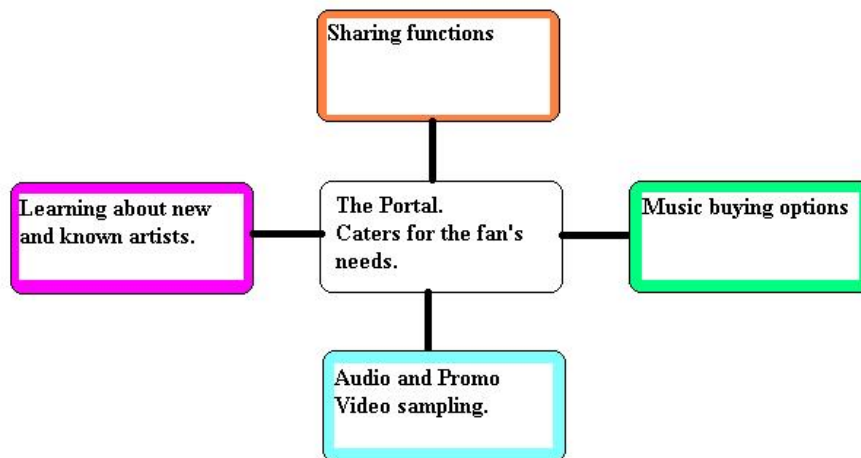 Sharing functions
Learning about new
and known artists.
The Portal.
Caters for the fan's
needs.
Music buying options
Audio and Promo
Video sampling.